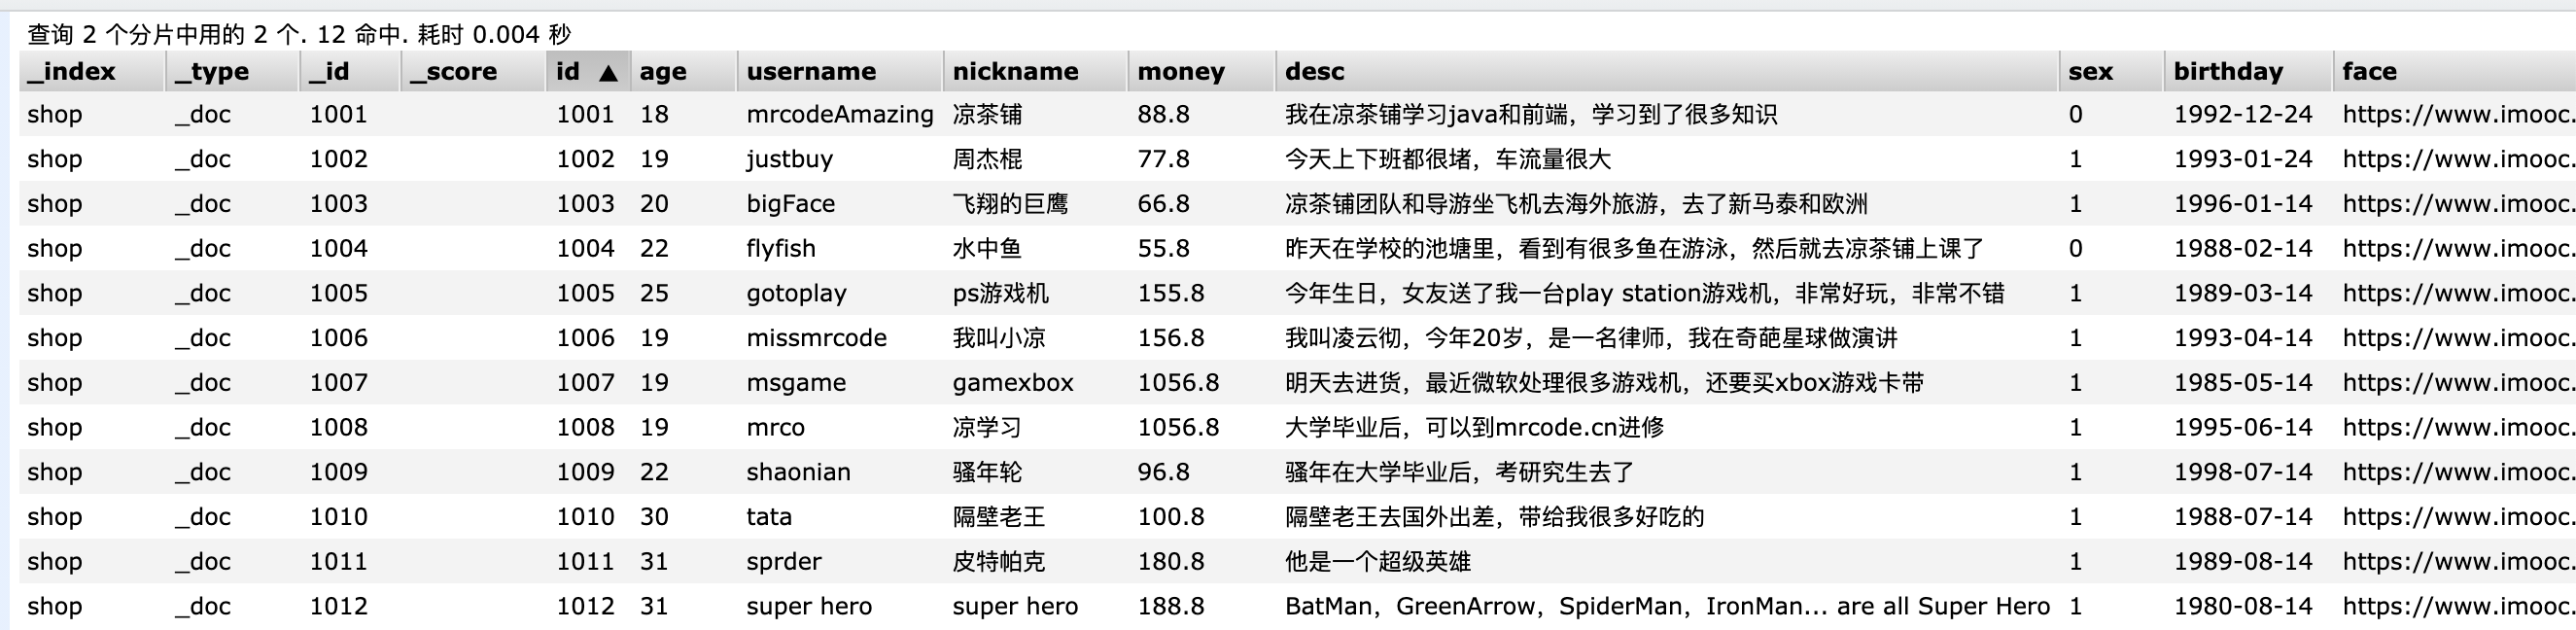 查询 2 个分片中用的 2 个. 12 命中. 耗时 0.004 秒
_index _type _id _score id ▲ age username nickname money desc sex birthday face
shop _doc 1001 1001 18 mrcodeAmazing 凉茶铺 88.8 我在凉茶铺学习java和前端，学习到了很多知识 0 1992-12-24 https://www.imooc.
shop _doc 1002 1002 19 justbuy 周杰棍 77.8 今天上下班都很堵，车流量很大 1 1993-01-24 https://www.imooc.
shop _doc 1003 1003 20 bigFace 飞翔的巨鹰 66.8 凉茶铺团队和导游坐飞机去海外旅游，去了新马泰和欧洲 1 1996-01-14 https://www.imooc.
shop _doc 1004 1004 22 flyfish 水中鱼 55.8 昨天在学校的池塘里，看到有很多鱼在游泳，然后就去凉茶铺上课了 0 1988-02-14 https://www.imooc.
shop _doc 1005 1005 25 gotoplay ps游戏机 155.8 今年生日，女友送了我一台play station游戏机，非常好玩，非常不错 1 1989-03-14 https://www.imooc.
shop _doc 1006 1006 19 missmrcode 我叫小凉 156.8 我叫凌云彻，今年20岁，是一名律师，我在奇葩星球做演讲 1 1993-04-14 https://www.imooc.
shop _doc 1007 1007 19 msgame gamexbox 1056.8 明天去进货，最近微软处理很多游戏机，还要买xbox游戏卡带 1 1985-05-14 https://www.imooc.
shop _doc 1008 1008 19 mrco 凉学习 1056.8 大学毕业后，可以到mrcode.cn进修 1 1995-06-14 https://www.imooc.
shop _doc 1009 1009 22 shaonian 骚年轮 96.8 骚年在大学毕业后，考研究生去了 1 1998-07-14 https://www.imooc.
shop _doc 1010 1010 30 tata 隔壁老王 100.8 隔壁老王去国外出差，带给我很多好吃的 1 1988-07-14 https://www.imooc.
shop _doc 1011 1011 31 sprder 皮特帕克 180.8 他是一个超级英雄 1 1989-08-14 https://www.imooc.
shop _doc 1012 1012 31 super hero super hero 188.8 BatMan，GreenArrow，SpiderMan，IronMan... are all Super Hero 1 1980-08-14 https://www.imooc.